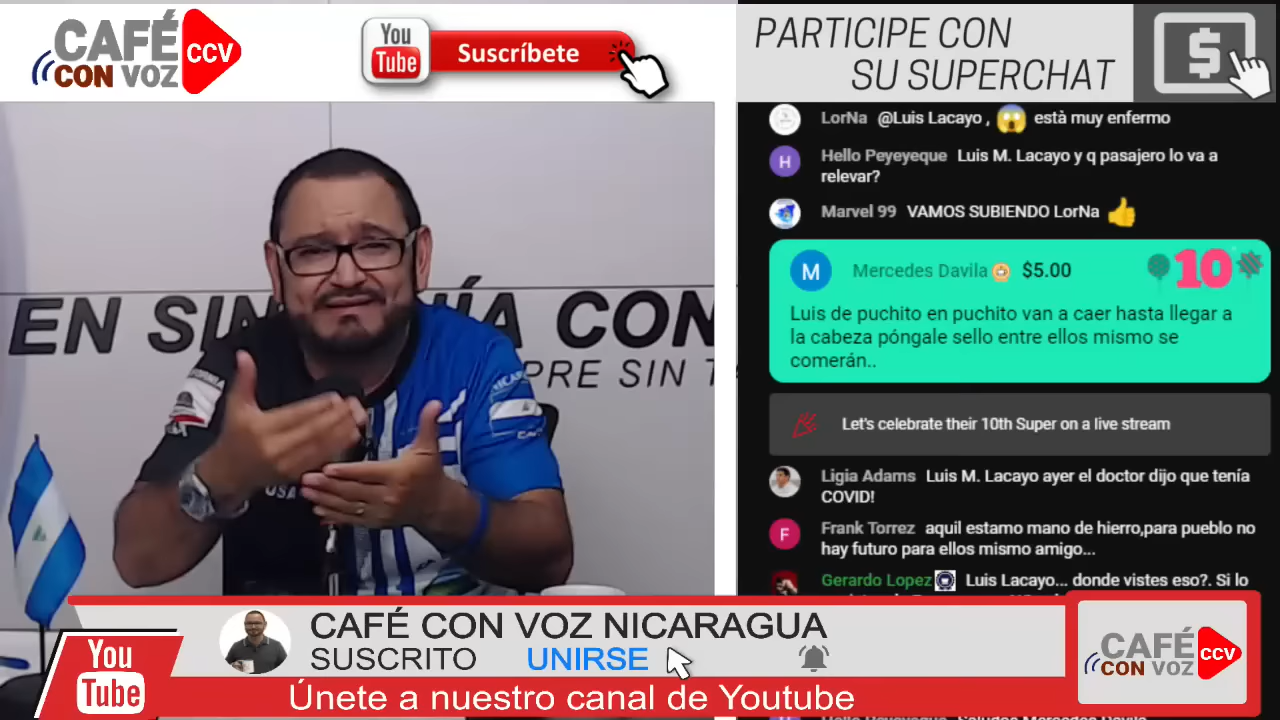 CAFÉ
CON VOZ
CCV
You
Tube
Suscríbete
PARTICIPE CON
SU SUPERCHAT
$
LorNa @Luis Lacayo , 😱 està muy enfermo
H
Hello Peyeyeque Luis M. Lacayo y q pasajero lo va a
relevar?
Marvel 99 VAMOS SUBIENDO LorNa 👍
M
Mercedes Davila $5.00
10
Luis de puchito en puchito van a caer hasta llegar a
la cabeza póngale sello entre ellos mismo se
comerán..
Let's celebrate their 10th Super on a live stream
Ligia Adams Luis M. Lacayo ayer el doctor dijo que tenía
COVID!
F
Frank Torrez aquil estamo mano de hierro,para pueblo no
hay futuro para ellos mismo amigo...
Gerardo Lopez Luis Lacayo... donde vistes eso?. Si lo
EN SIN
ÍA CON
PRE SIN
USA
You
Tube
CAFÉ CON VOZ NICARAGUA
SUSCRITO UNIRSE
Únete a nuestro canal de Youtube
CAFÉ
CON VOZ
CCV